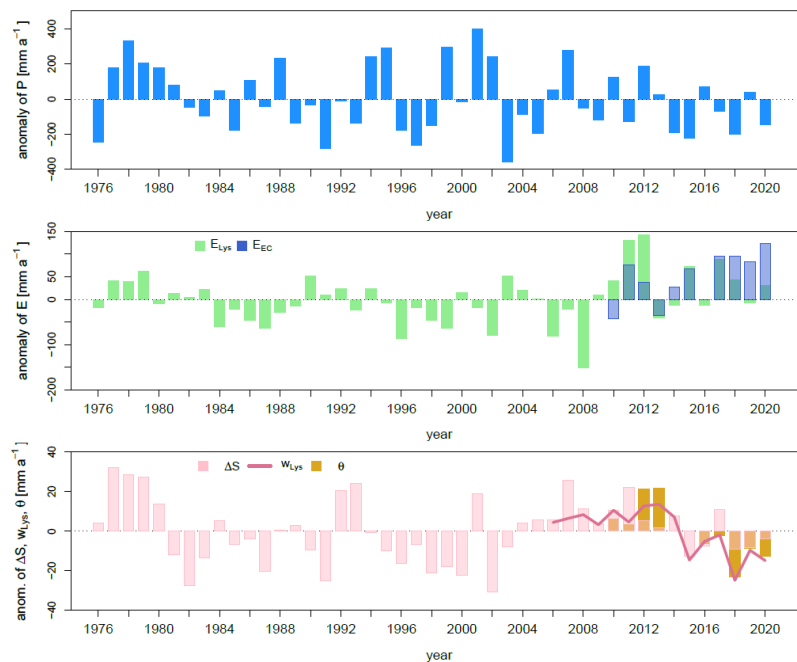 anomaly of P [mm a⁻¹]
400
200
0
−200
−400
1976 1980 1984 1988 1992 1996 2000 2004 2008 2012 2016 2020
year
anomaly of E [mm a⁻¹]
150
50
0
−100
−200
E_Lys E_EC
1976 1980 1984 1988 1992 1996 2000 2004 2008 2012 2016 2020
year
anom. of ΔS, w_Lys, θ [mm a⁻¹]
40
20
0
−20
−40
ΔS w_Lys θ
1976 1980 1984 1988 1992 1996 2000 2004 2008 2012 2016 2020
year